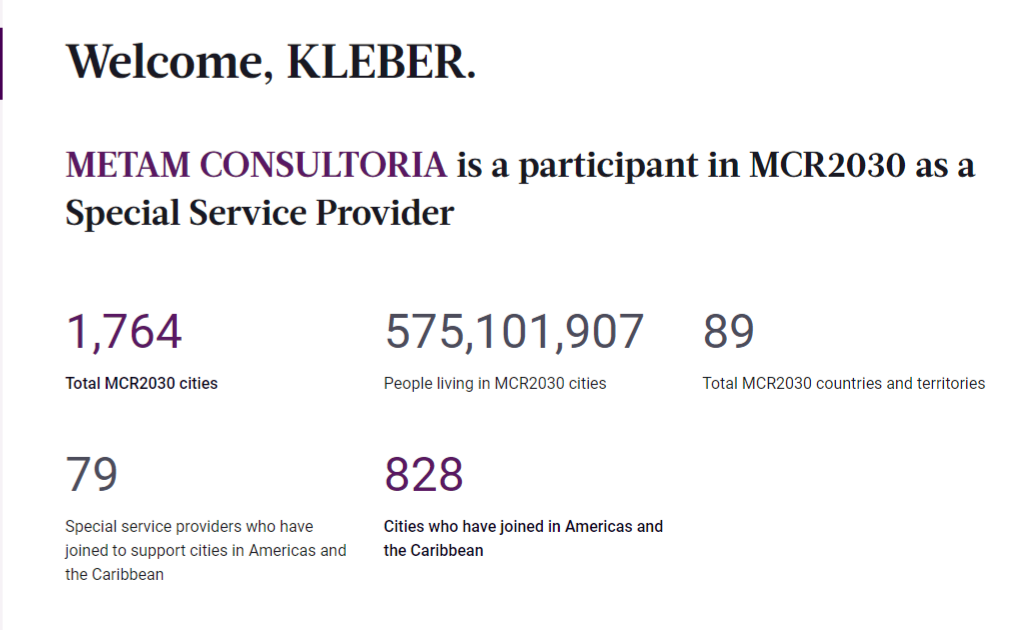 Welcome, KLEBER.
METAM CONSULTORIA is a participant in MCR2030 as a
Special Service Provider
1,764
Total MCR2030 cities
575,101,907
People living in MCR2030 cities
89
Total MCR2030 countries and territories
79
Special service providers who have
joined to support cities in Americas and
the Caribbean
828
Cities who have joined in Americas and
the Caribbean